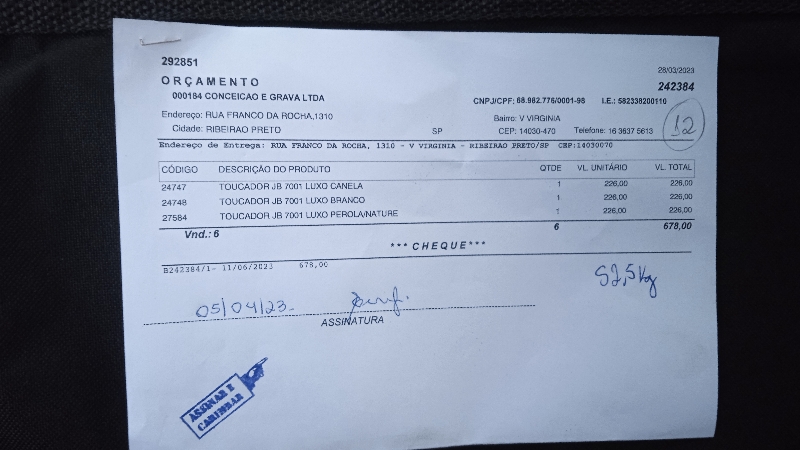 292851
28/03/2023
ORÇAMENTO
242384
000184 CONCEICAO E GRAVA LTDA
CNPJ/CPF: 68.982.776/0001-98 I.E.: 582338200110
Endereço: RUA FRANCO DA ROCHA,1310 Bairro: V VIRGINIA
12
Cidade: RIBEIRAO PRETO SP CEP: 14030-470 Telefone: 16 3637 5613
Endereço de Entrega: RUA FRANCO DA ROCHA, 1310 - V VIRGINIA - RIBEIRAO PRETO/SP CEP:14030070
CÓDIGO DESCRIÇÃO DO PRODUTO QTDE VL. UNITÁRIO VL. TOTAL
24747 TOUCADOR JB 7001 LUXO CANELA 1 226,00 226,00
24748 TOUCADOR JB 7001 LUXO BRANCO 1 226,00 226,00
27584 TOUCADOR JB 7001 LUXO PEROLA/NATURE 1 226,00 226,00
Vnd.: 6 6 678,00
*** CHEQUE***
B242384/1- 11/06/2023 678,00
52,5kg
05/04/23-
ASSINATURA
ASSINAR E
CARIMBAR